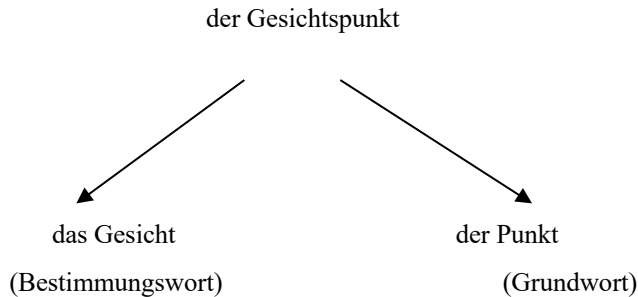 der Gesichtspunkt
das Gesicht der Punkt
(Bestimmungswort) (Grundwort)